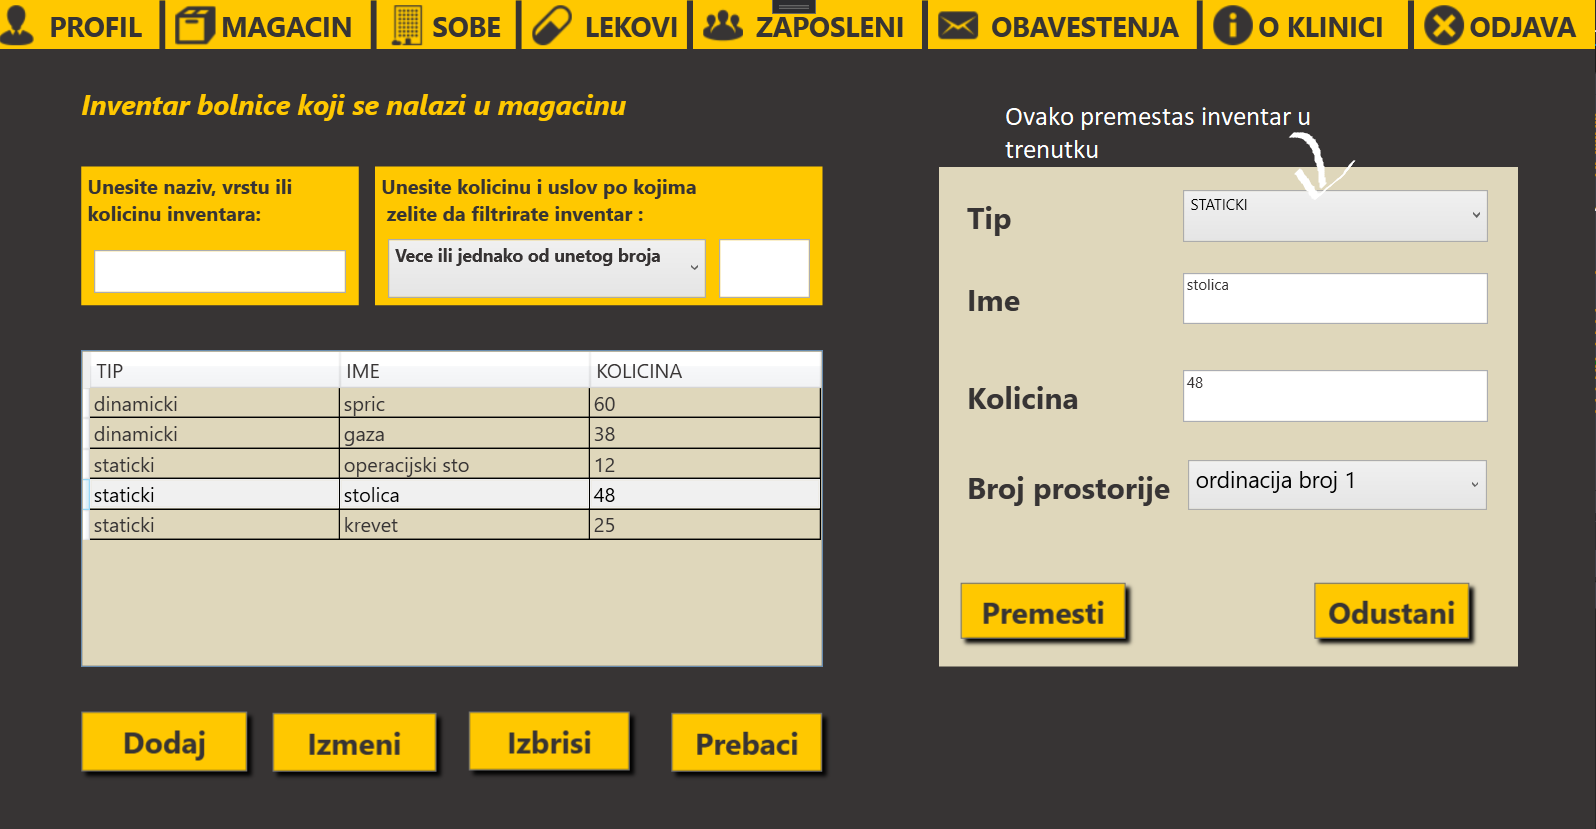 PROFIL MAGACIN SOBE LEKOVI ZAPOSLENI OBAVESTENJA O KLINICI ODJAVA
Inventar bolnice koji se nalazi u magacinu
Ovako premestas inventar u
trenutku
Unesite naziv, vrstu ili
kolicinu inventara:
Unesite kolicinu i uslov po kojima
zelite da filtrirate inventar :
Vece ili jednako od unetog broja
TIP IME KOLICINA
dinamicki spric 60
dinamicki gaza 38
staticki operacijski sto 12
staticki stolica 48
staticki krevet 25
Dodaj Izmeni Izbrisi Prebaci
Tip STATICKI
Ime stolica
Kolicina 48
Broj prostorije ordinacija broj 1
Premesti Odustani